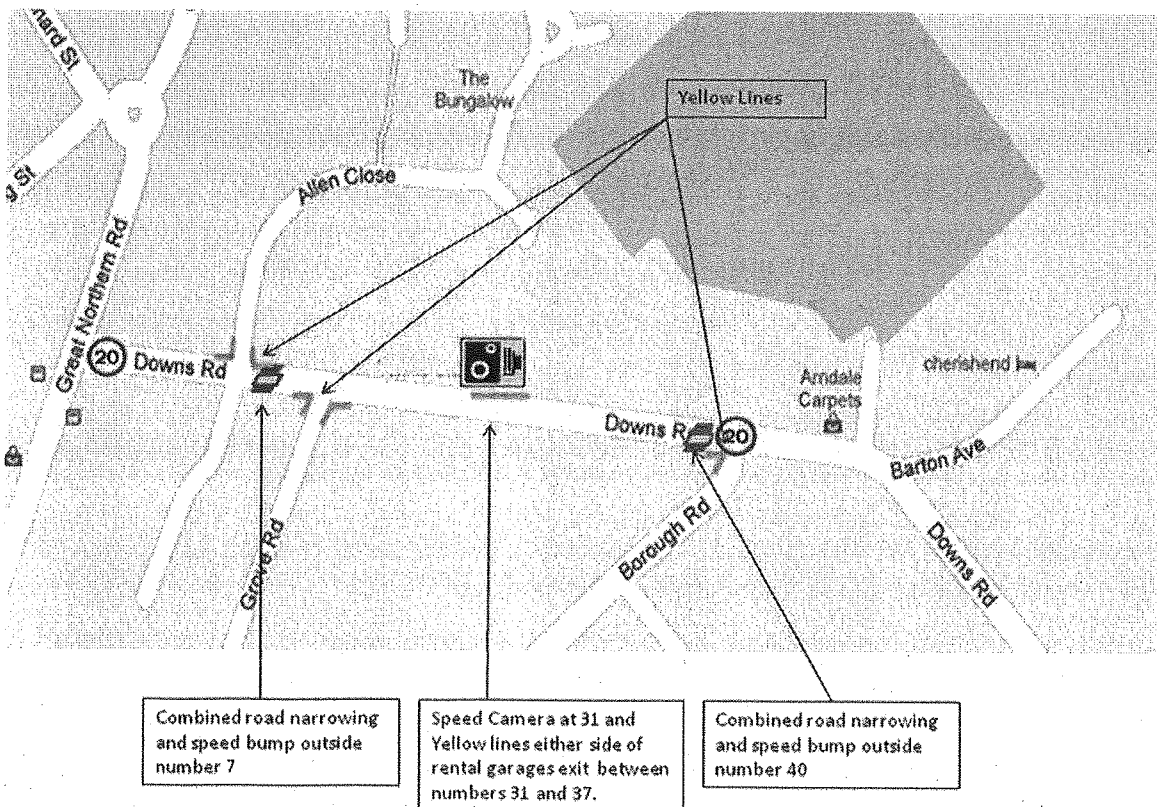 nard St
g St
The
Bungalow
Yellow Lines
Allen Close
Great Northern Rd
20
Downs Rd
cherishend
Arndale
Carpets
Downs R
20
Barton Ave
Borough Rd
Grove Rd
Downs Rd
Combined road narrowing
and speed bump outside
number 7
Speed Camera at 31 and
Yellow lines either side of
rental garages exit between
numbers 31 and 37.
Combined road narrowing
and speed bump outside
number 40